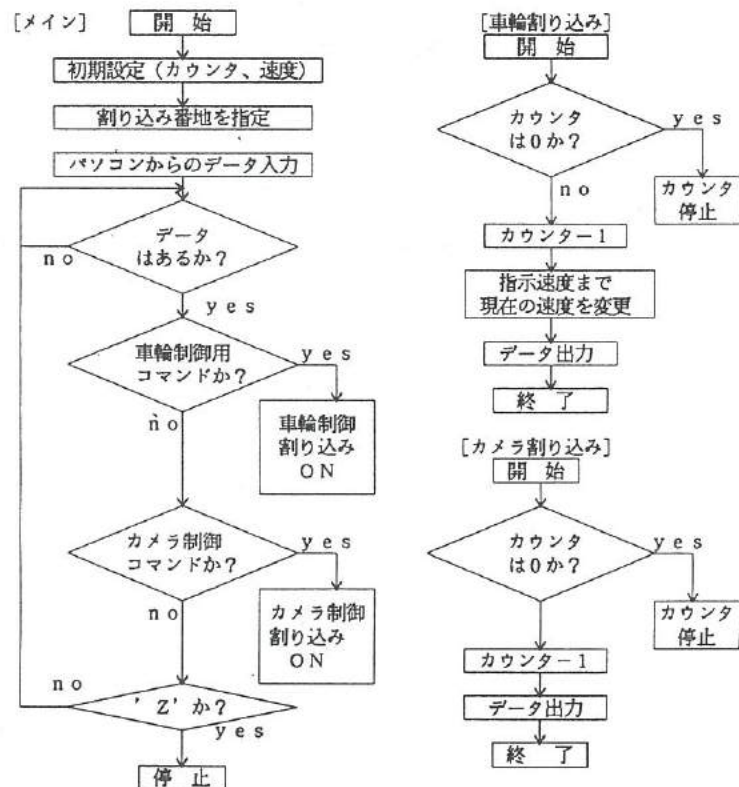 [メイン]
開 始
初期設定(カウンタ、速度)
割り込み番地を指定
パソコンからのデータ入力
データ
はあるか?
no
yes
車輪制御用
コマンドか?
yes
no
車輪制御
割り込み
ON
カメラ制御
コマンドか?
yes
no
カメラ制御
割り込み
ON
no
'Z'か?
yes
停 止
[車輪割り込み]
開 始
カウンタ
は0か?
yes
no
カウンタ
停止
カウンター1
指示速度まで
現在の速度を変更
データ出力
終 了
[カメラ割り込み]
開 始
カウンタ
は0か?
yes
カウンタ
停止
カウンター1
データ出力
終 了